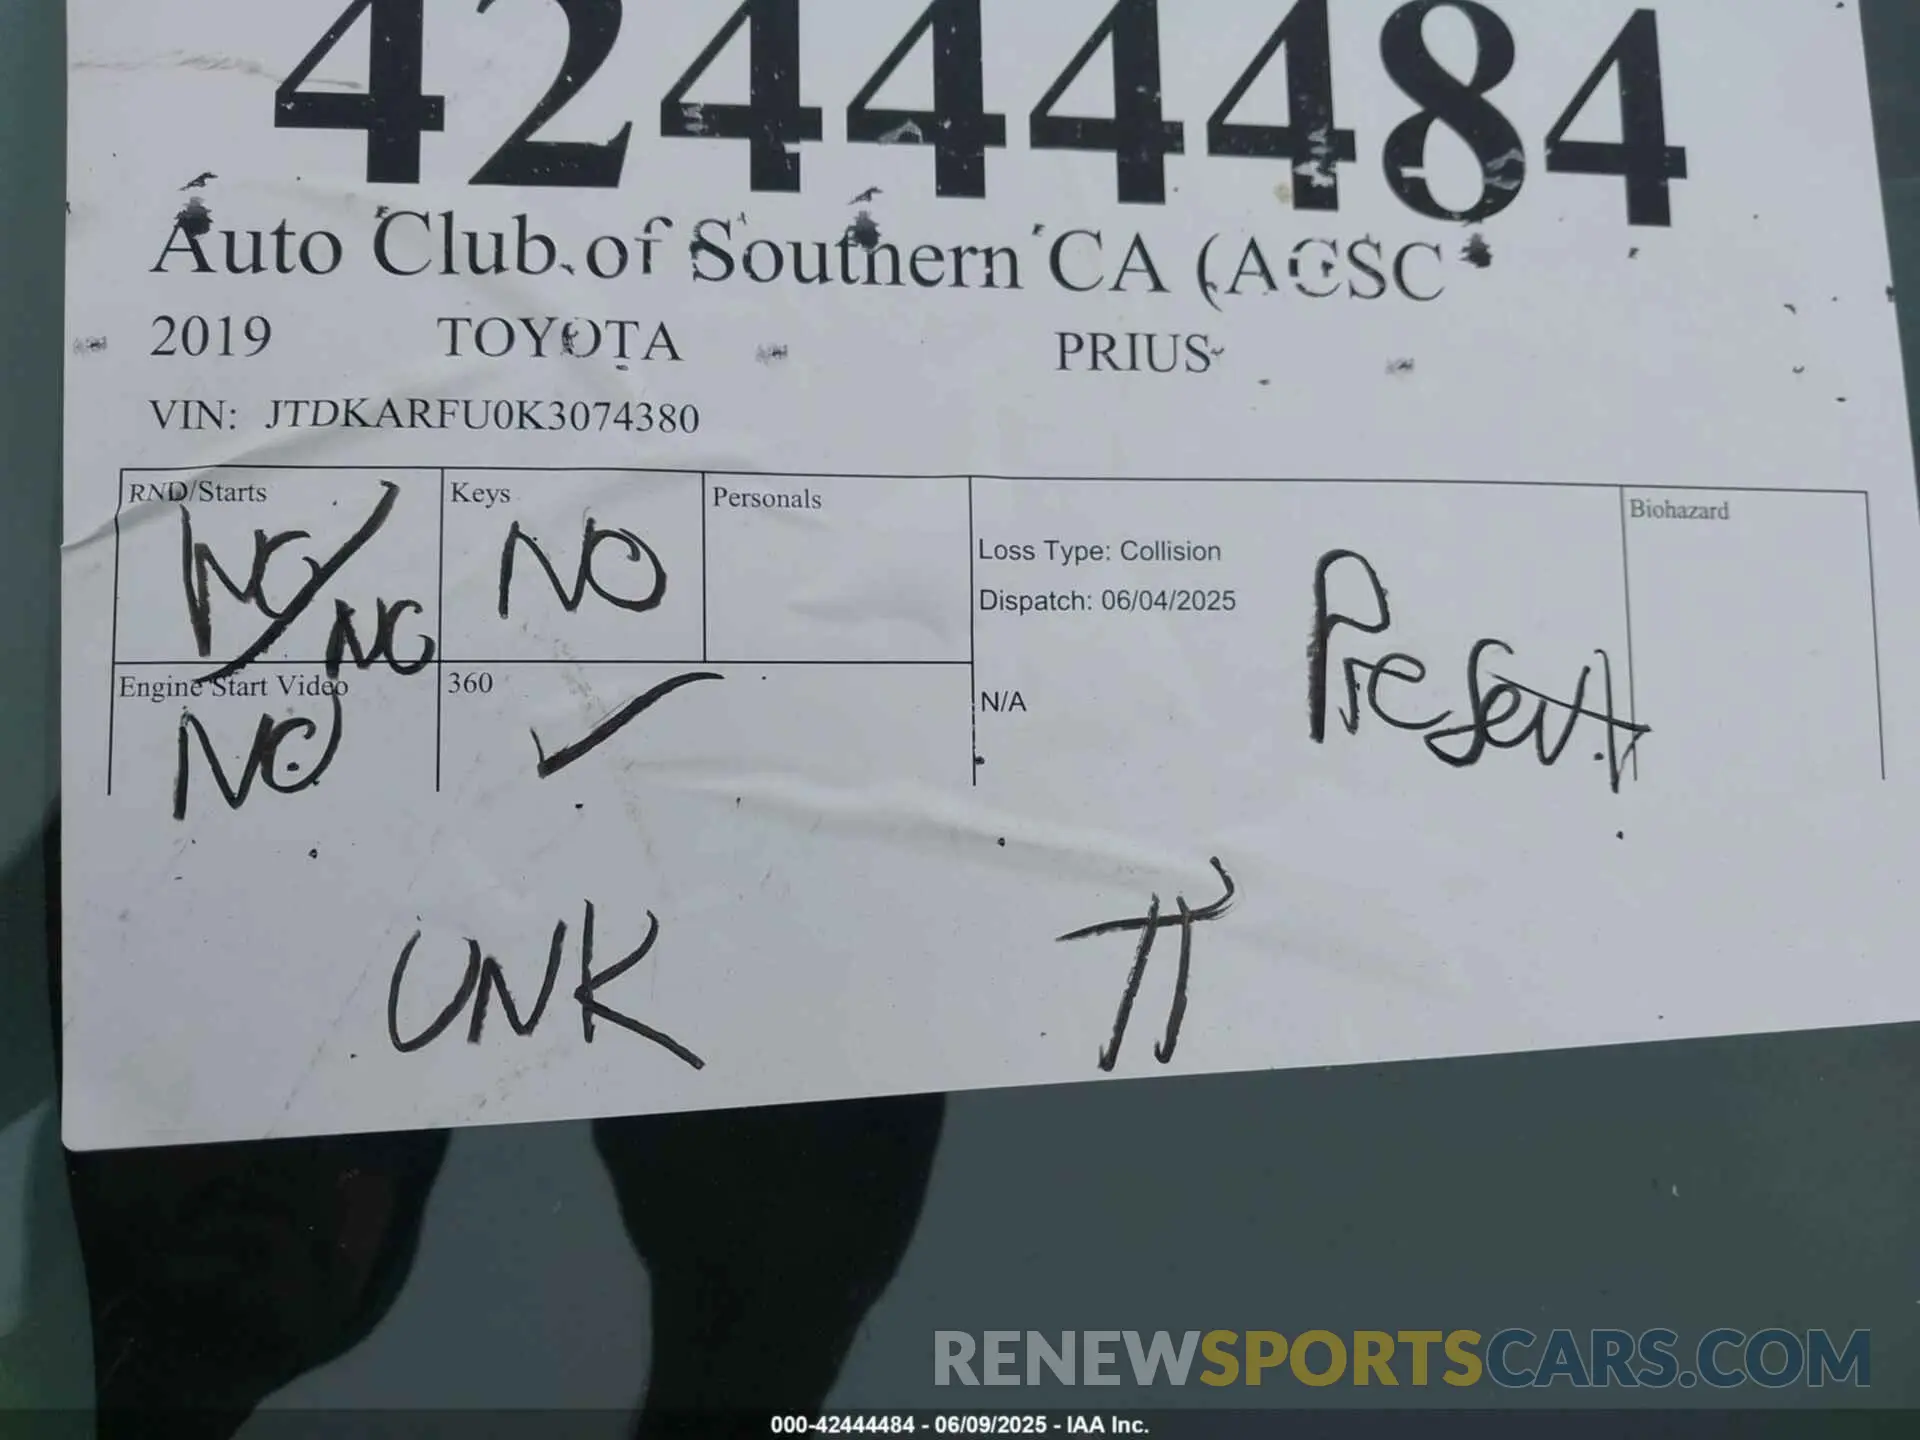 42444484
Auto Club of Southern CA (ACSC
2019 TOYOTA PRIUS
VIN: JTDKARFU0K3074380
RND/Starts Keys Personals Biohazard
NO/NO NO
Loss Type: Collision
Dispatch: 06/04/2025
Present
Engine Start Video 360 N/A
NO ✓
UNK
RENEWSPORTSCARS.COM
000-42444484 - 06/09/2025 - IAA Inc.